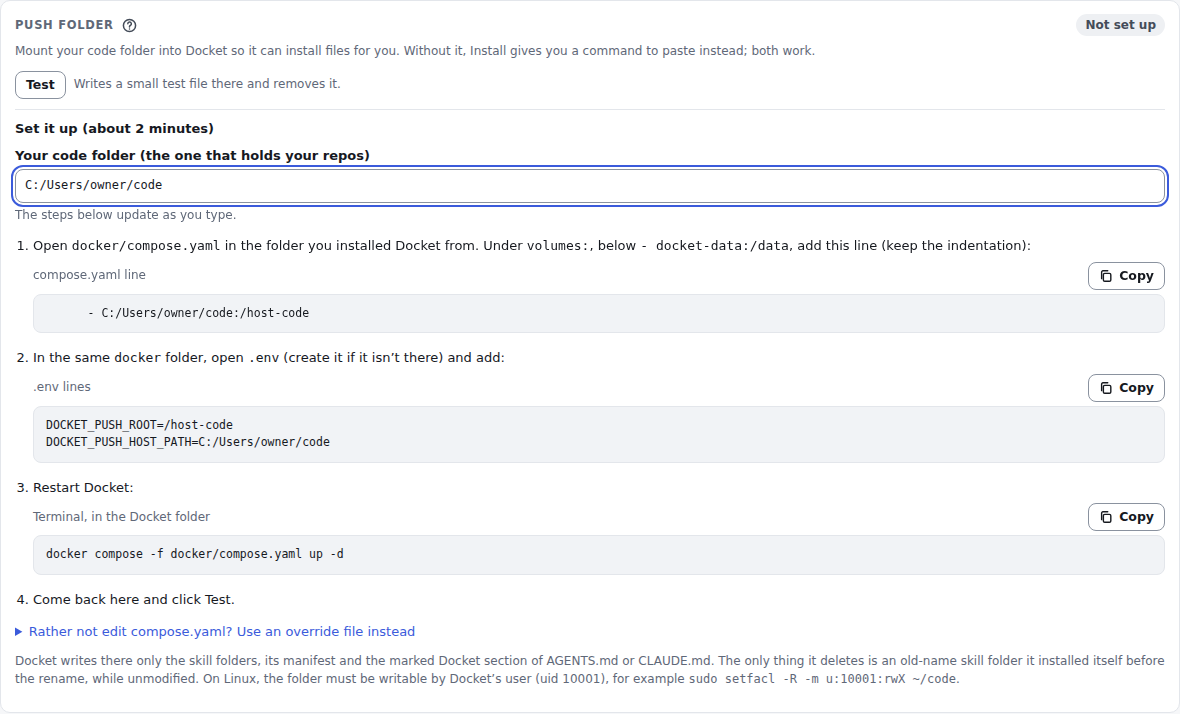 PUSH FOLDER
Not set up
Mount your code folder into Docket so it can install files for you. Without it, Install gives you a command to paste instead; both work.
Test
Writes a small test file there and removes it.
Set it up (about 2 minutes)
Your code folder (the one that holds your repos)
C:/Users/owner/code
The steps below update as you type.
1. Open docker/compose.yaml in the folder you installed Docket from. Under volumes:, below - docket-data:/data, add this line (keep the indentation):
compose.yaml line
Copy
- C:/Users/owner/code:/host-code
2. In the same docker folder, open .env (create it if it isn’t there) and add:
.env lines
Copy
DOCKET_PUSH_ROOT=/host-code
DOCKET_PUSH_HOST_PATH=C:/Users/owner/code
3. Restart Docket:
Terminal, in the Docket folder
Copy
docker compose -f docker/compose.yaml up -d
4. Come back here and click Test.
Rather not edit compose.yaml? Use an override file instead
Docket writes there only the skill folders, its manifest and the marked Docket section of AGENTS.md or CLAUDE.md. The only thing it deletes is an old-name skill folder it installed itself before
the rename, while unmodified. On Linux, the folder must be writable by Docket’s user (uid 10001), for example sudo setfacl -R -m u:10001:rwX ~/code.